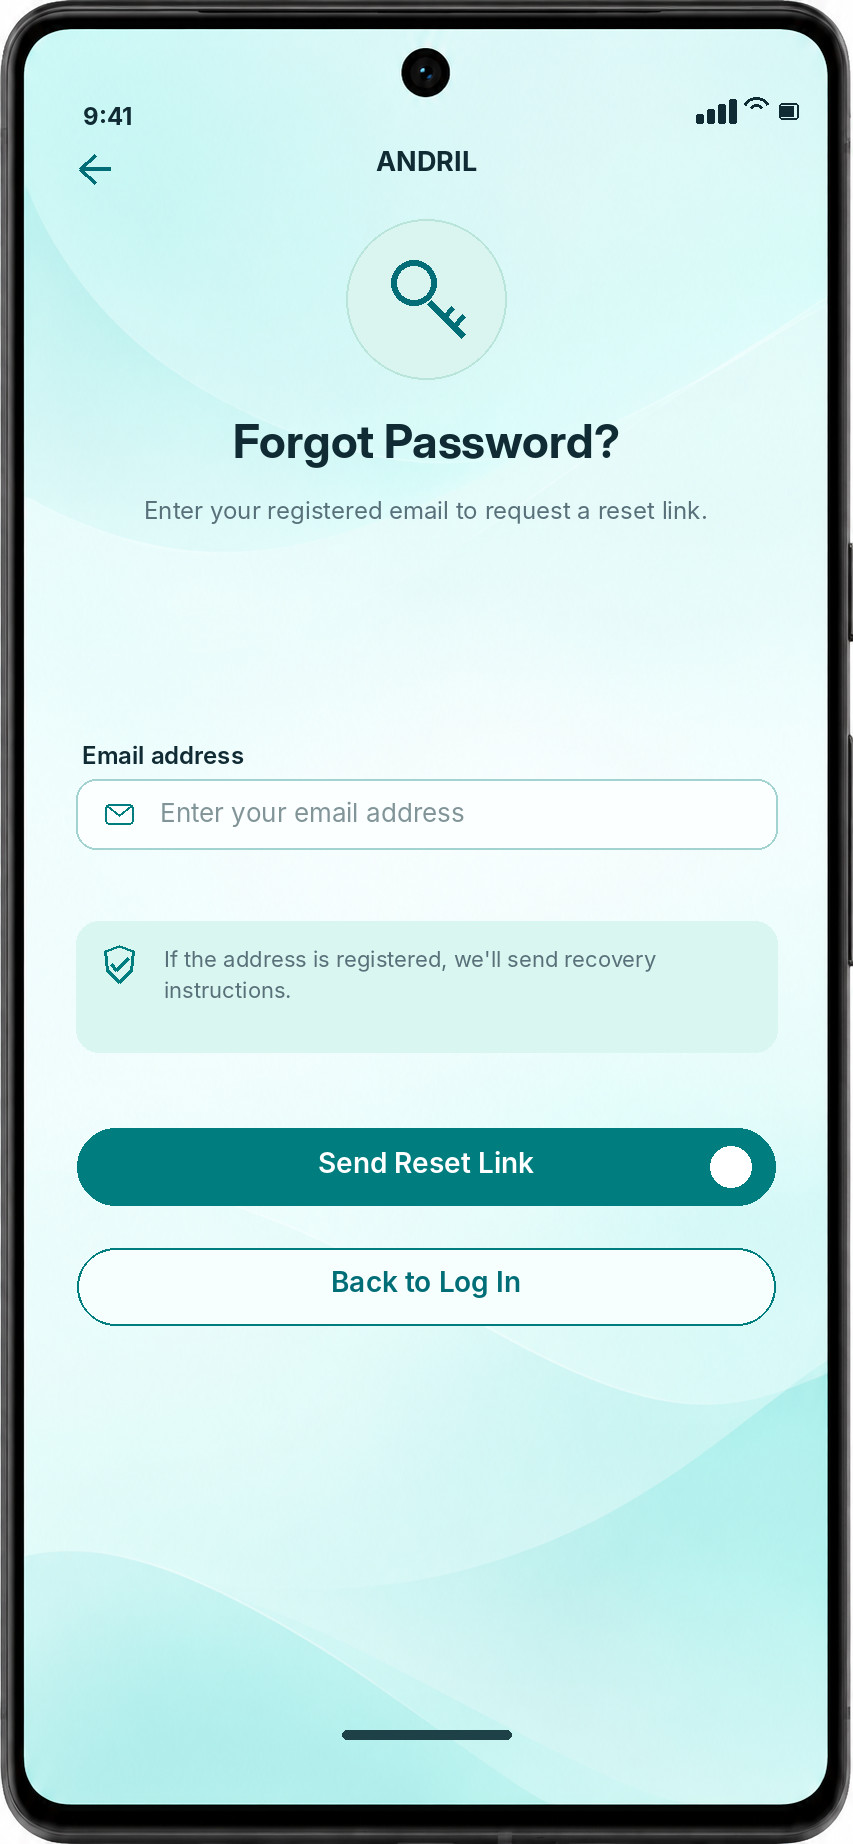 9:41
ANDRIL
Forgot Password?
Enter your registered email to request a reset link.
Email address
Enter your email address
If the address is registered, we'll send recovery
instructions.
Send Reset Link
Back to Log In